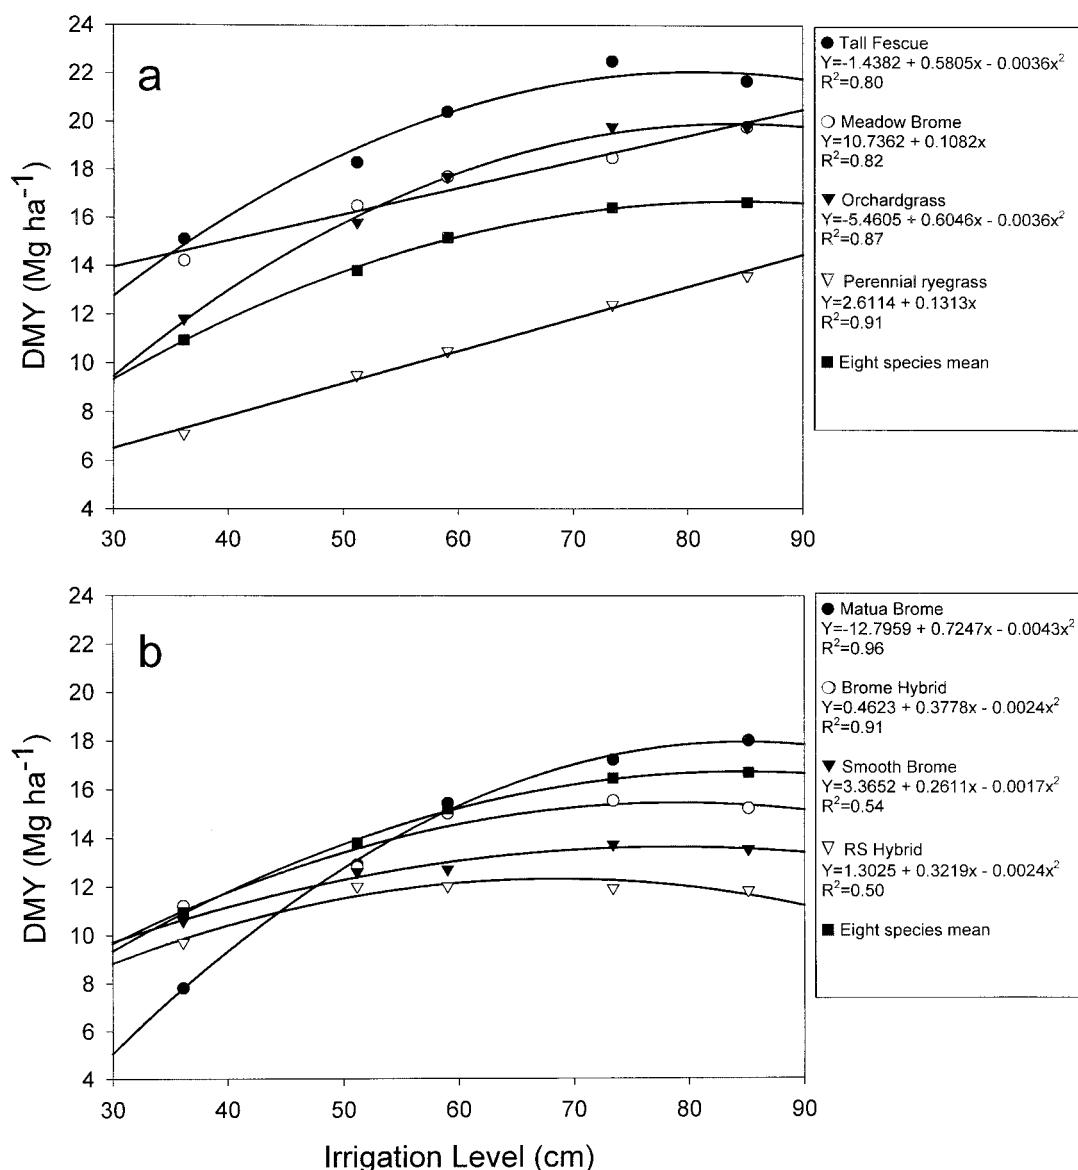 a
DMY (Mg ha⁻¹)
24
22
20
18
16
14
12
10
8
6
4
30 40 50 60 70 80 90
Tall Fescue
Y=-1.4382 + 0.5805x - 0.0036x²
R²=0.80
Meadow Brome
Y=10.7362 + 0.1082x
R²=0.82
Orchardgrass
Y=-5.4605 + 0.6046x - 0.0036x²
R²=0.87
Perennial ryegrass
Y=2.6114 + 0.1313x
R²=0.91
Eight species mean
b
DMY (Mg ha⁻¹)
24
22
20
18
16
14
12
10
8
6
4
30 40 50 60 70 80 90
Irrigation Level (cm)
Matua Brome
Y=-12.7959 + 0.7247x - 0.0043x²
R²=0.96
Brome Hybrid
Y=0.4623 + 0.3778x - 0.0024x²
R²=0.91
Smooth Brome
Y=3.3652 + 0.2611x - 0.0017x²
R²=0.54
RS Hybrid
Y=1.3025 + 0.3219x - 0.0024x²
R²=0.50
Eight species mean